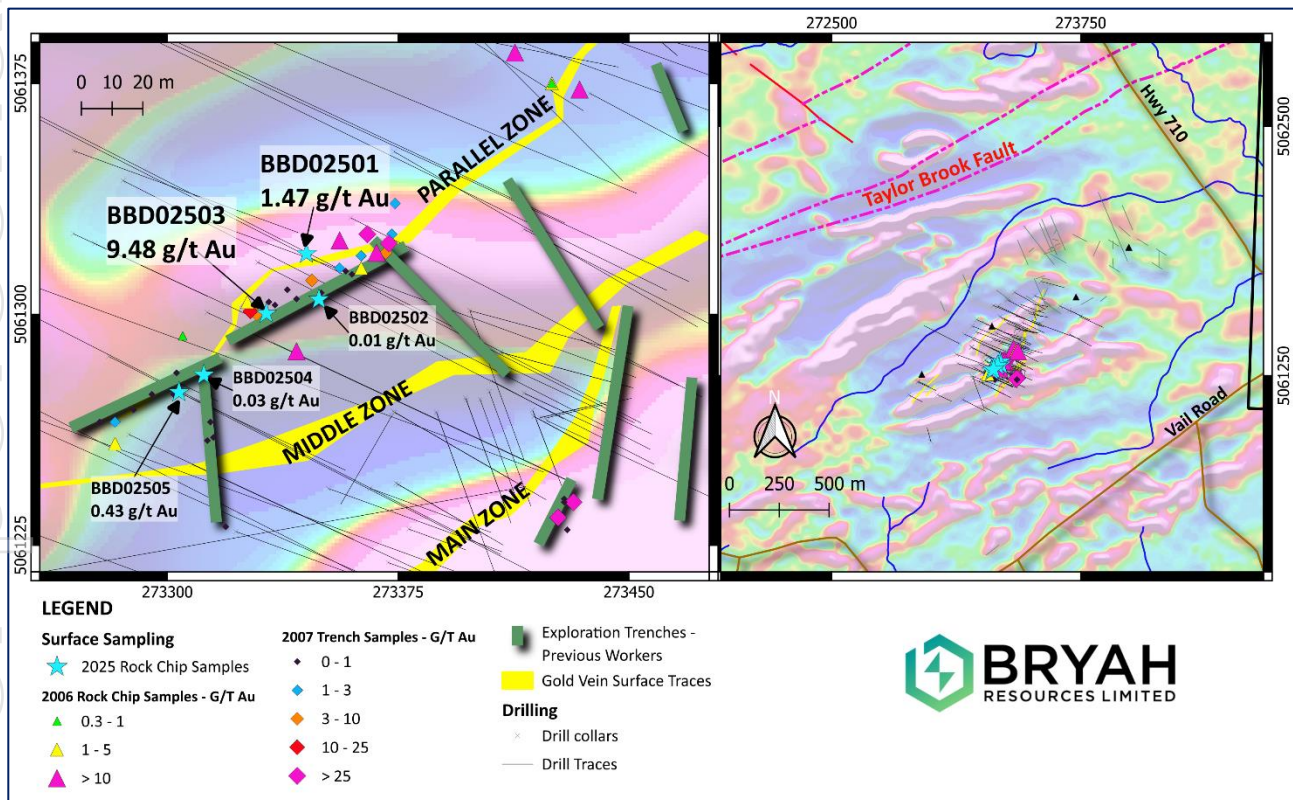 272500
273750
5061375
0 10 20 m
PARALLEL ZONE
BBD02501
1.47 g/t Au
BBD02503
9.48 g/t Au
5061300
BBD02502
0.01 g/t Au
BBD02504
0.03 g/t Au
MIDDLE ZONE
BBD02505
0.43 g/t Au
MAIN ZONE
5061225
273300
273375
273450
Hwy 710
5062500
Taylor Brook Fault
5061250
Vail Road
N
0 250 500 m
LEGEND
Surface Sampling
2025 Rock Chip Samples
2006 Rock Chip Samples - G/T Au
0.3 - 1
1 - 5
> 10
2007 Trench Samples - G/T Au
0 - 1
1 - 3
3 - 10
10 - 25
> 25
Exploration Trenches -
Previous Workers
Gold Vein Surface Traces
Drilling
Drill collars
Drill Traces
BRYAH
RESOURCES LIMITED